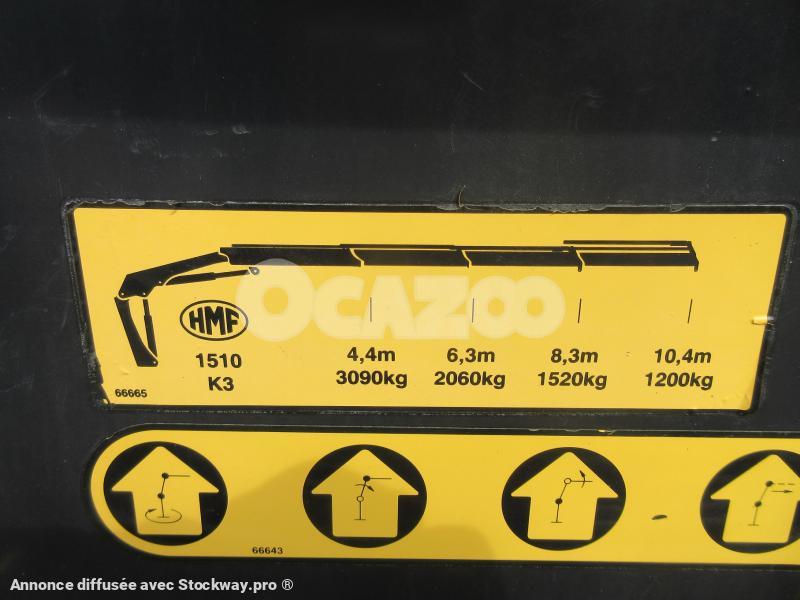 OCAZOO
HMF
1510
K3
4,4m 6,3m 8,3m 10,4m
3090kg 2060kg 1520kg 1200kg
66665
66643
Annonce diffusée avec Stockway.pro ®